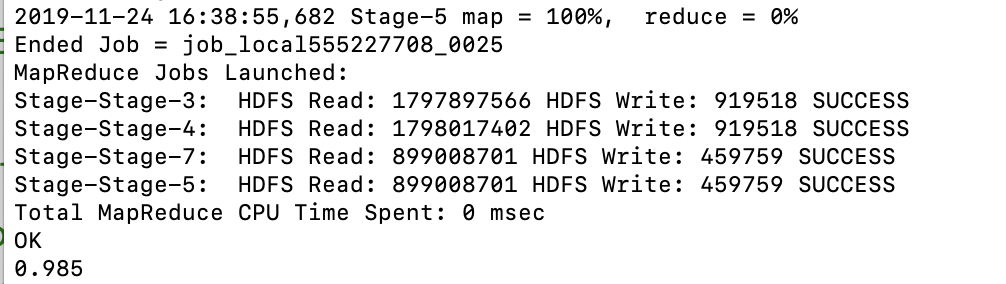 2019-11-24 16:38:55,682 Stage-5 map = 100%,  reduce = 0%
Ended Job = job_local555227708_0025
MapReduce Jobs Launched:
Stage-Stage-3:  HDFS Read: 1797897566 HDFS Write: 919518 SUCCESS
Stage-Stage-4:  HDFS Read: 1798017402 HDFS Write: 919518 SUCCESS
Stage-Stage-7:  HDFS Read: 899008701 HDFS Write: 459759 SUCCESS
Stage-Stage-5:  HDFS Read: 899008701 HDFS Write: 459759 SUCCESS
Total MapReduce CPU Time Spent: 0 msec
OK
0.985